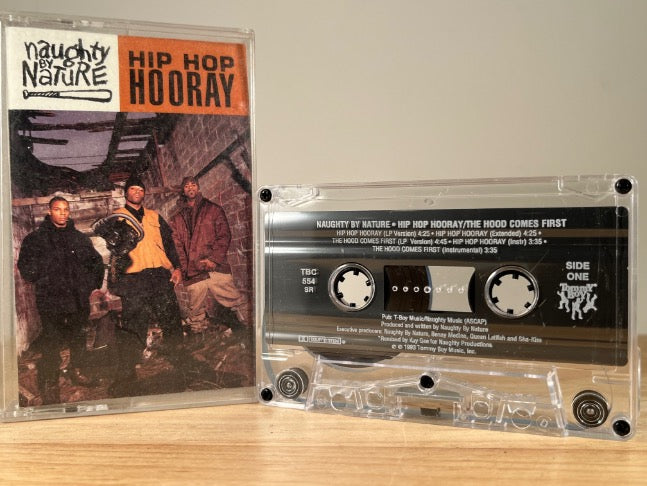 naughty
BY
NATURE
HIP HOP
HOORAY
NAUGHTY BY NATURE • HIP HOP HOORAY/THE HOOD COMES FIRST
HIP HOP HOORAY (LP Version) 4:25 • HIP HOP HOORAY (Extended) 4:25 •
THE HOOD COMES FIRST (LP Version) 4:45 • HIP HOP HOORAY (Instr) 3:35 •
THE HOOD COMES FIRST (Instrumental) 3:35
TBC
554
SR
SIDE
ONE
Tommy
Boy
Pub: T-Boy Music/Naughty Music (ASCAP)
Produced and written by Naughty By Nature
Executive producers: Naughty By Nature, Benny Medina, Queen Latifah and Sha-Kim
*Remixed by Kay Gee for Naughty Productions
© ℗ 1993 Tommy Boy Music, Inc.